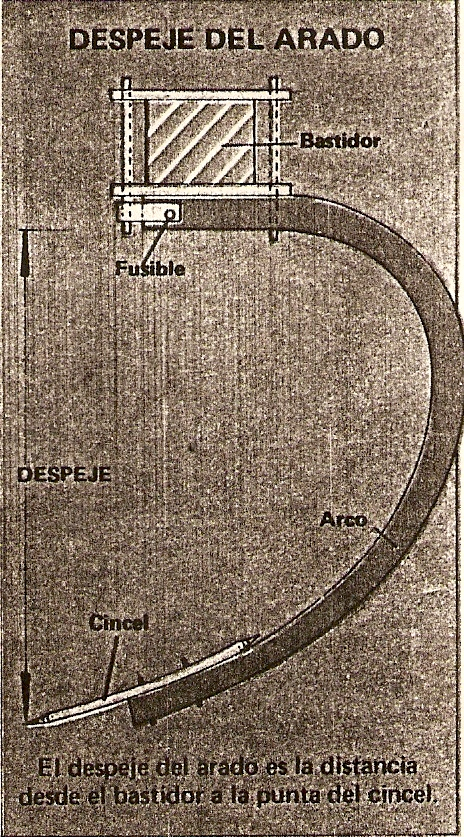 DESPEJE DEL ARADO
Bastidor
Fusible
DESPEJE
Arco
Cincel
El despeje del arado es la distancia
desde el bastidor a la punta del cincel.